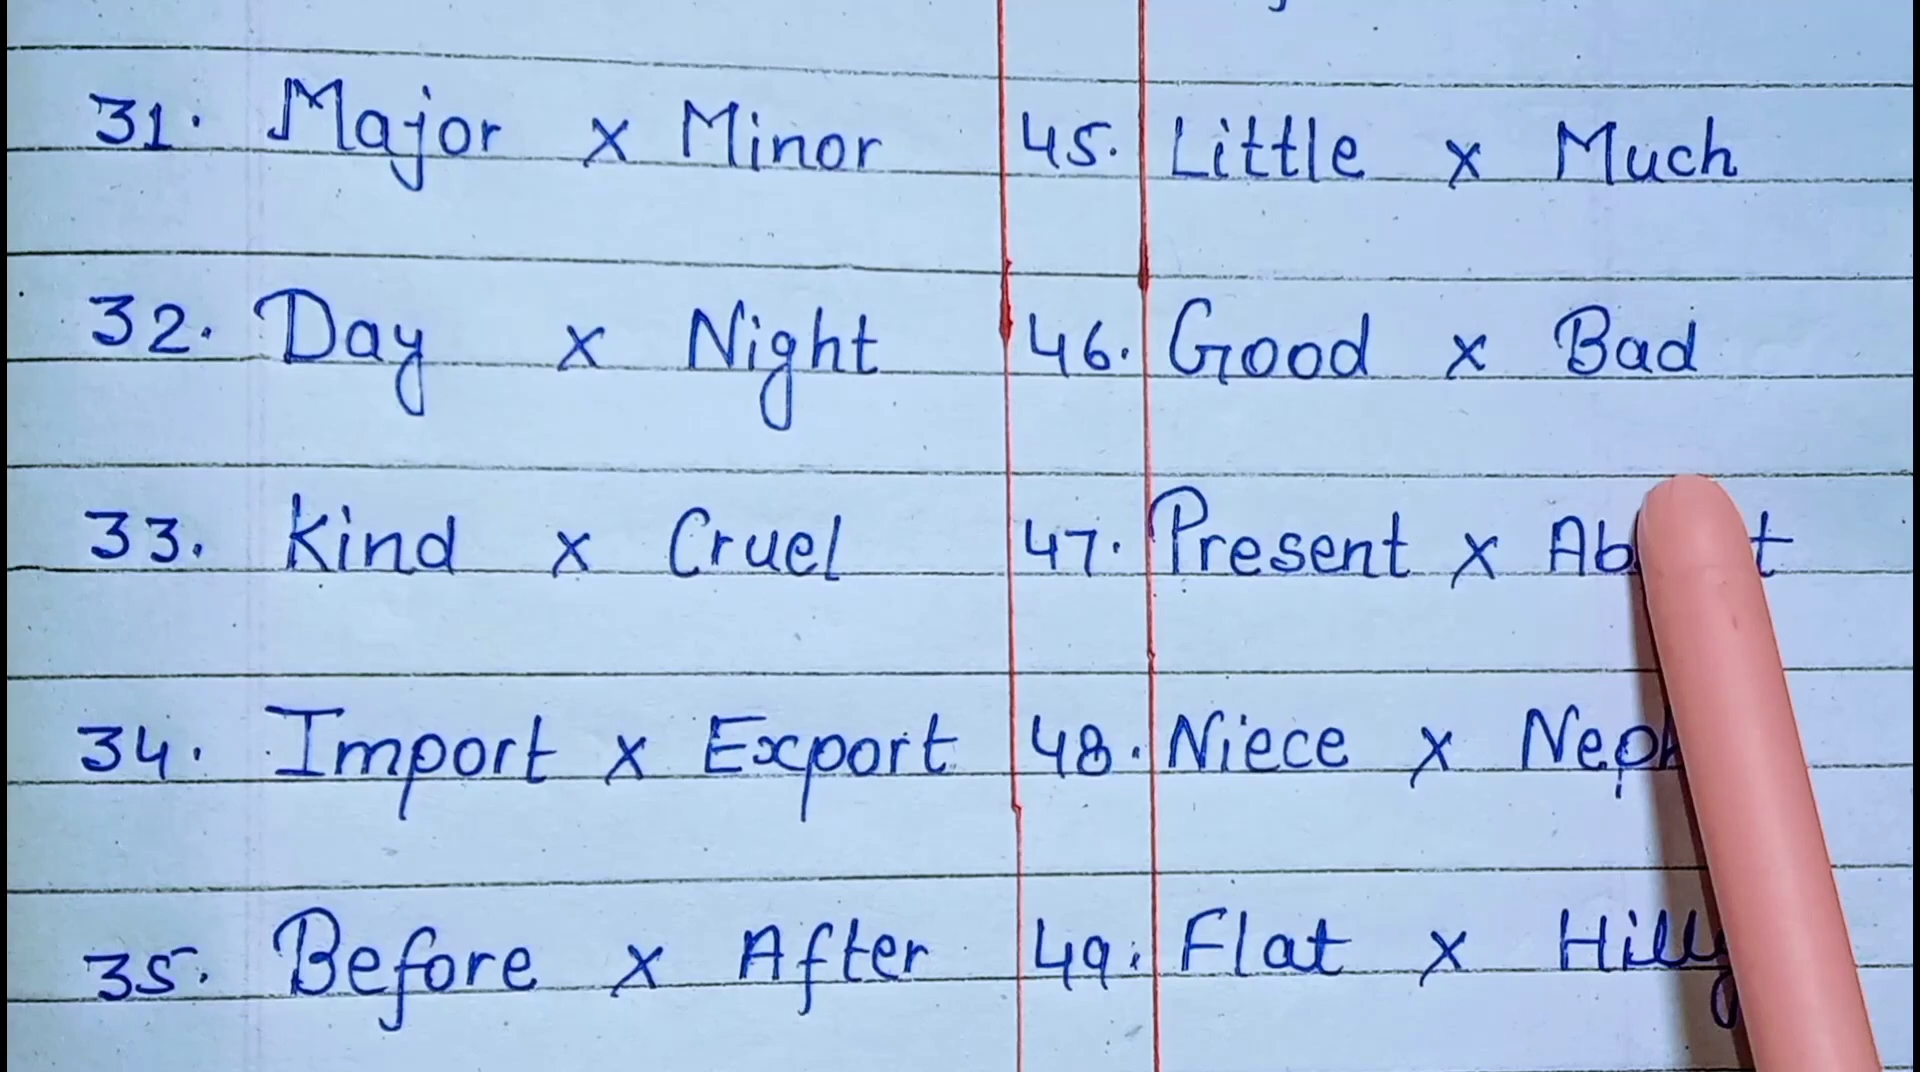 31. Major x Minor
32. Day x Night
33. Kind x Cruel
34. Import x Export
35. Before x After
45. Little x Much
46. Good x Bad
47. Present x
48. Niece x
49. Flat x Hilly